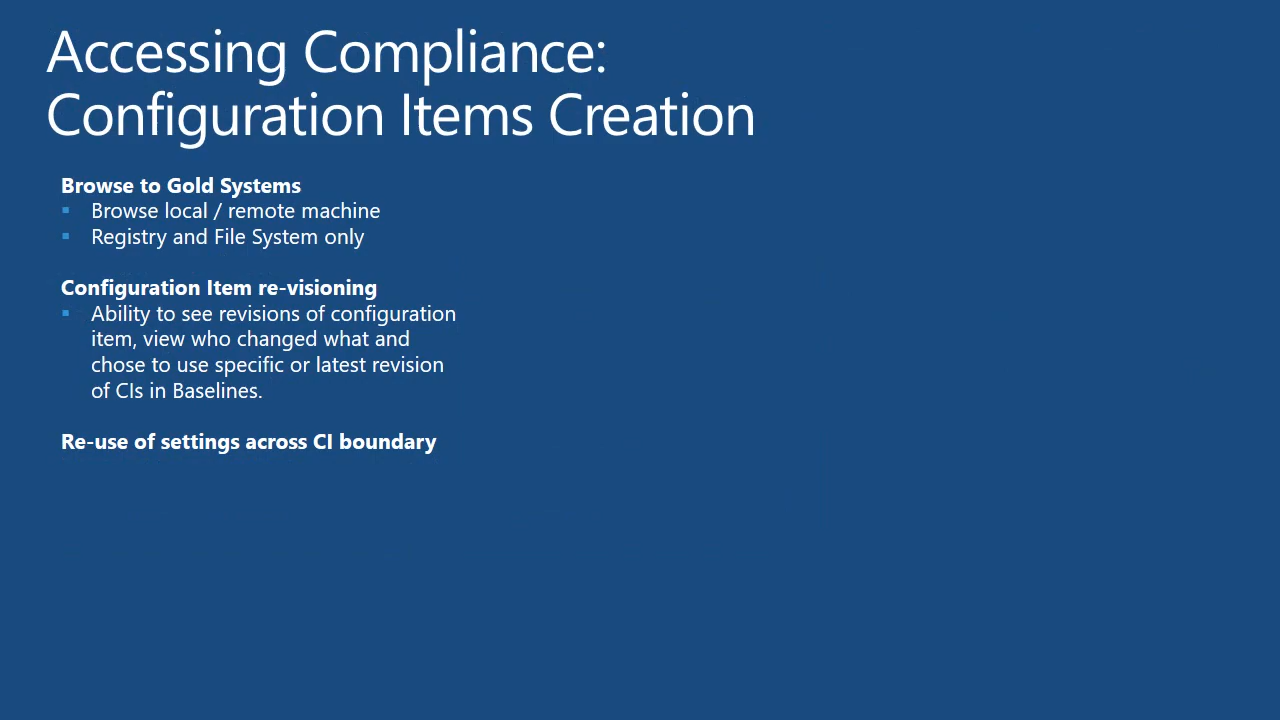 Accessing Compliance:
Configuration Items Creation
Browse to Gold Systems
▪ Browse local / remote machine
▪ Registry and File System only
Configuration Item re-visioning
▪ Ability to see revisions of configuration
item, view who changed what and
chose to use specific or latest revision
of CIs in Baselines.
Re-use of settings across CI boundary